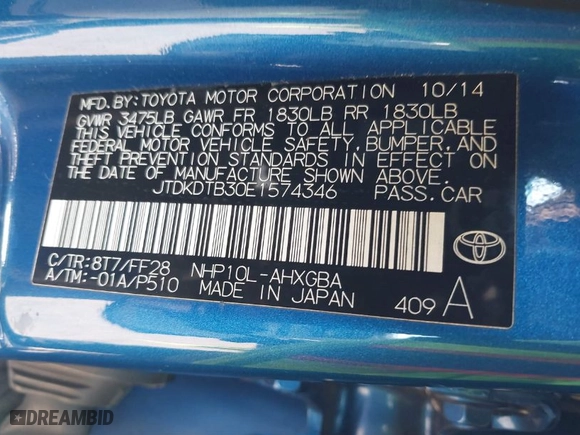 MFD. BY: TOYOTA MOTOR CORPORATION 10/14
GVWR 3475LB GAWR FR 1830LB RR 1830LB
THIS VEHICLE CONFORMS TO ALL APPLICABLE
FEDERAL MOTOR VEHICLE SAFETY, BUMPER, AND
THEFT PREVENTION STANDARDS IN EFFECT ON
THE DATE OF MANUFACTURE SHOWN ABOVE.
JTDKDTB30E1574346 PASS. CAR
C/TR: 8T7/FF28 NHP10L-AHXGBA
A/TM: -01A/P510 MADE IN JAPAN
409 A
DREAMBID